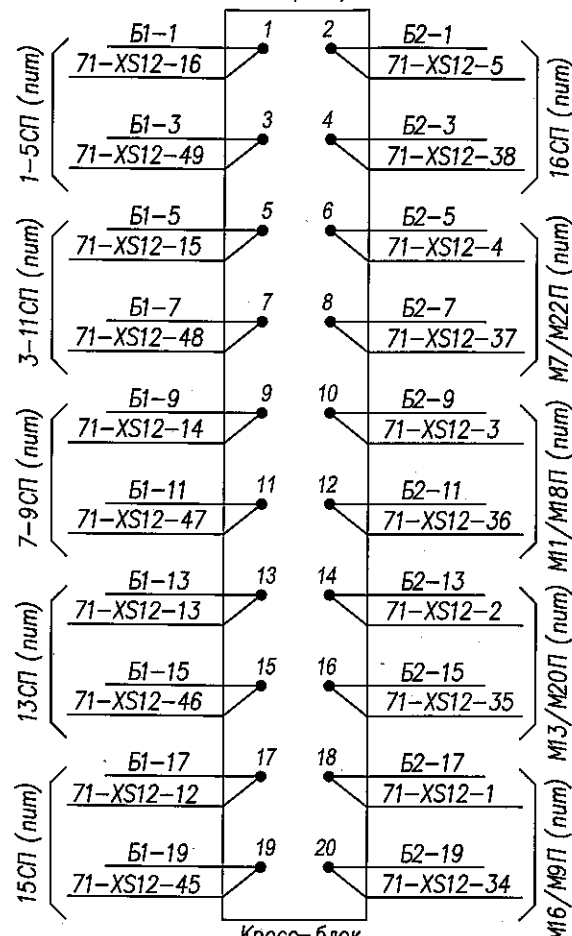 Б1-1 1 2 Б2-1
71-XS12-16 71-XS12-5
1-5СП (пит) 16СП (пит)
Б1-3 3 4 Б2-3
71-XS12-49 71-XS12-38
Б1-5 5 6 Б2-5
71-XS12-15 71-XS12-4
3-11СП (пит) М7/М22П (пит)
Б1-7 7 8 Б2-7
71-XS12-48 71-XS12-37
Б1-9 9 10 Б2-9
71-XS12-14 71-XS12-3
7-9СП (пит) М11/М18П (пит)
Б1-11 11 12 Б2-11
71-XS12-47 71-XS12-36
Б1-13 13 14 Б2-13
71-XS12-13 71-XS12-2
13СП (пит) М13/М20П (пит)
Б1-15 15 16 Б2-15
71-XS12-46 71-XS12-35
Б1-17 17 18 Б2-17
71-XS12-12 71-XS12-1
15СП (пит) М16/М9П (пит)
Б1-19 19 20 Б2-19
71-XS12-45 71-XS12-34
Кросс-блок